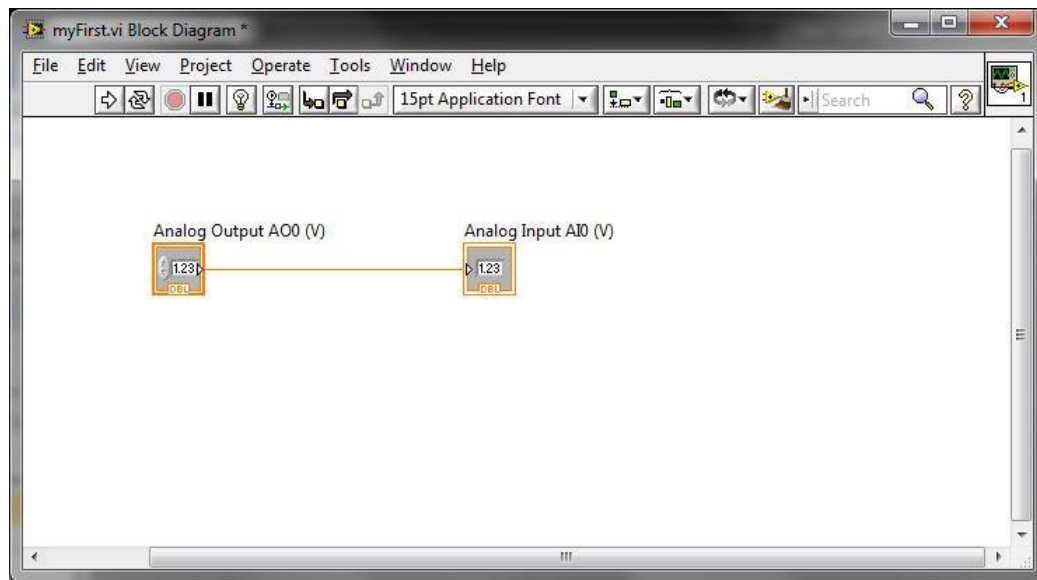 myFirst.vi Block Diagram *
File Edit View Project Operate Tools Window Help
15pt Application Font Search
1
Analog Output AO0 (V) Analog Input AI0 (V)
1.23 1.23
DBL DBL